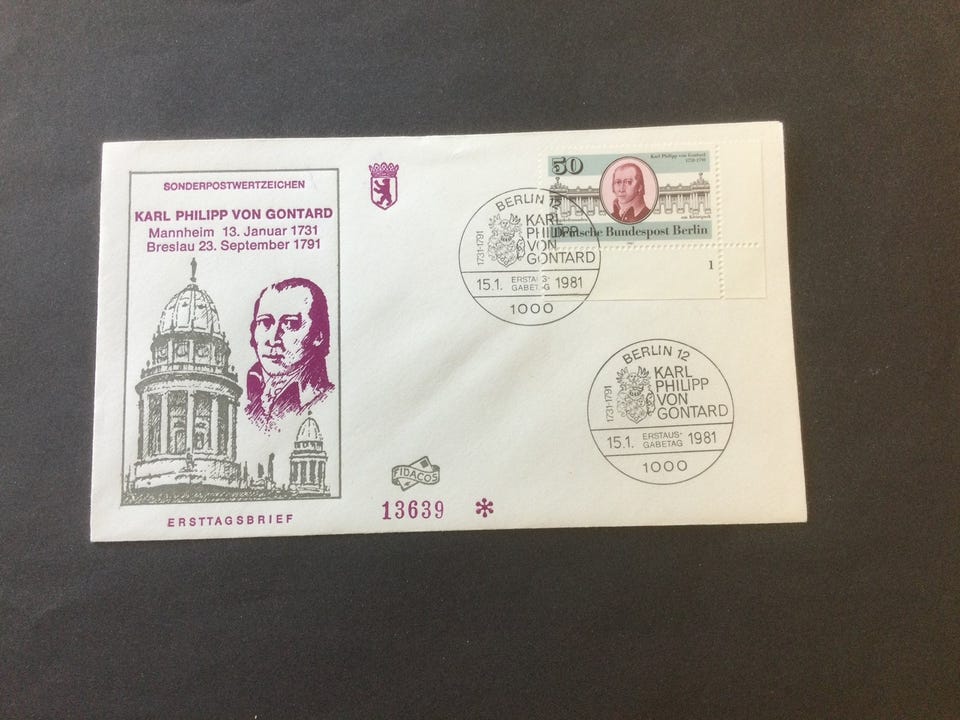 SONDERPOSTWERTZEICHEN
KARL PHILIPP VON GONTARD
Mannheim 13. Januar 1731
Breslau 23. September 1791
ERSTTAGSBRIEF
FIDACOS
13639 *
50
Karl Philipp von Gontard
1731-1791
Deutsche Bundespost Berlin
1
BERLIN 12
1731-1791
KARL
PHILIPP
VON
GONTARD
15.1. ERSTAUS-
GABETAG 1981
1000
BERLIN 12
1731-1791
KARL
PHILIPP
VON
GONTARD
15.1. ERSTAUS-
GABETAG 1981
1000